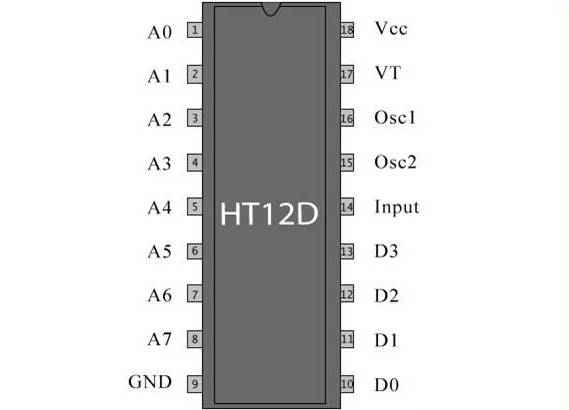 A0 1 18 Vcc
A1 2 17 VT
A2 3 16 Osc1
A3 4 15 Osc2
A4 5 14 Input
HT12D
A5 6 13 D3
A6 7 12 D2
A7 8 11 D1
GND 9 10 D0